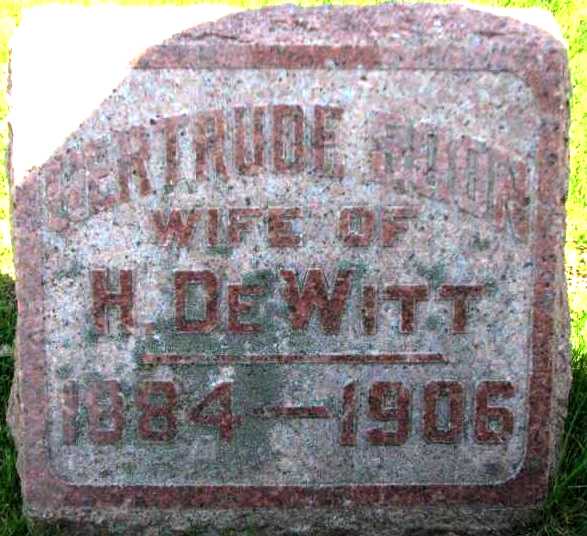 GERTRUDE
WIFE OF
H. DEWITT
1884—1906